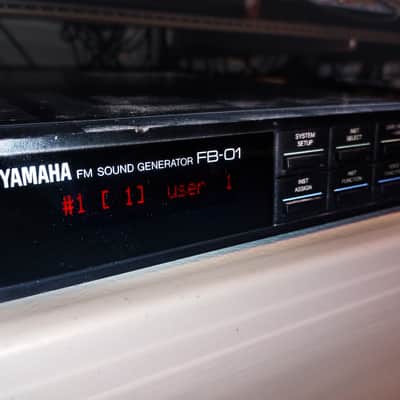 YAMAHA FM SOUND GENERATOR FB-01
#1 [ 1] user 1
SYSTEM SETUP
INST SELECT
INST ASSIGN
INST FUNCTION